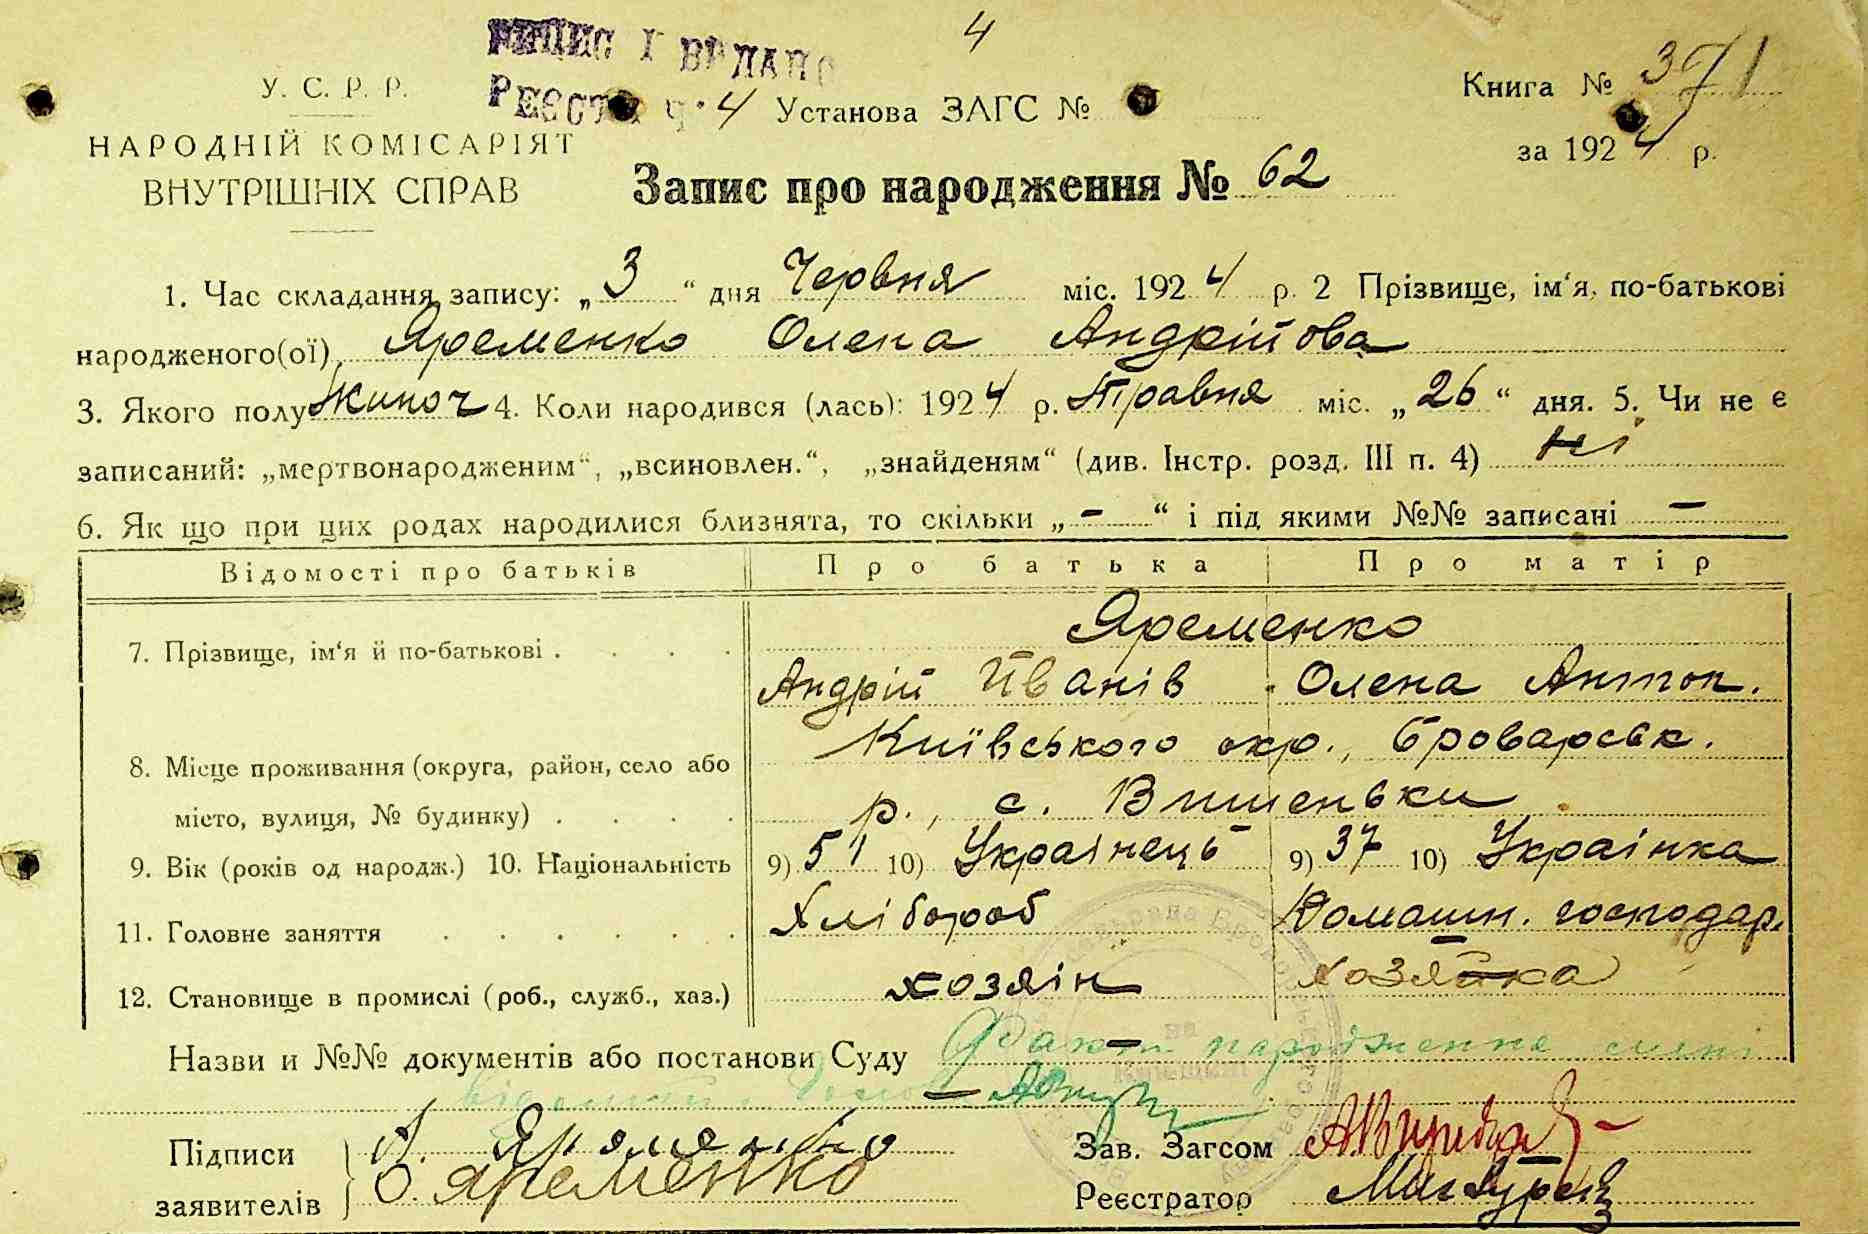 4
У. С. Р. Р.
НАРОДНІЙ КОМІСАРІЯТ
ВНУТРІШНІХ СПРАВ
І ВИДАНО
РЕЄСТР Ч. 4 Установа ЗАГС №
Книга № 371
за 1924 р.
Запис про народження № 62
1. Час складання запису: „3“ дня Червня міс. 1924 р. 2 Прізвище, ім‘я, по-батькові
народженого(ої) Яременко Олена Андрійова
3. Якого полу жиноч 4. Коли народився (лась): 1924 р. Травня міс. „26“ дня. 5. Чи не є
записаний: „мертвонародженим“, „всиновлен.“, „знайденям“ (див. Інстр. розд. III п. 4) ні
6. Як що при цих родах народилися близнята, то скільки „-“ і під якими №№ записані -
Відомості про батьків Про батька Про матір
7. Прізвище, ім‘я й по-батькові . . . . Яременко
Андрій Иванів Олена Антон.
8. Місце проживання (округа, район, село або Київського окр., Броварськ.
місто, вулиця, № будинку) . . . . р., с. Вишеньки
9. Вік (років од народж.) 10. Національність 9) 51 10) Українець 9) 37 10) Українка
11. Головне заняття . . . . . . Хлібороб Домашн. господар.
12. Становище в промислі (роб., служб., хаз.) хозяін хозяйка
Назви и №№ документів або постанови Суду Факт народження мені
Підписи А. Яременко Зав. Загсом
заявителів О. Яременко Реєстратор